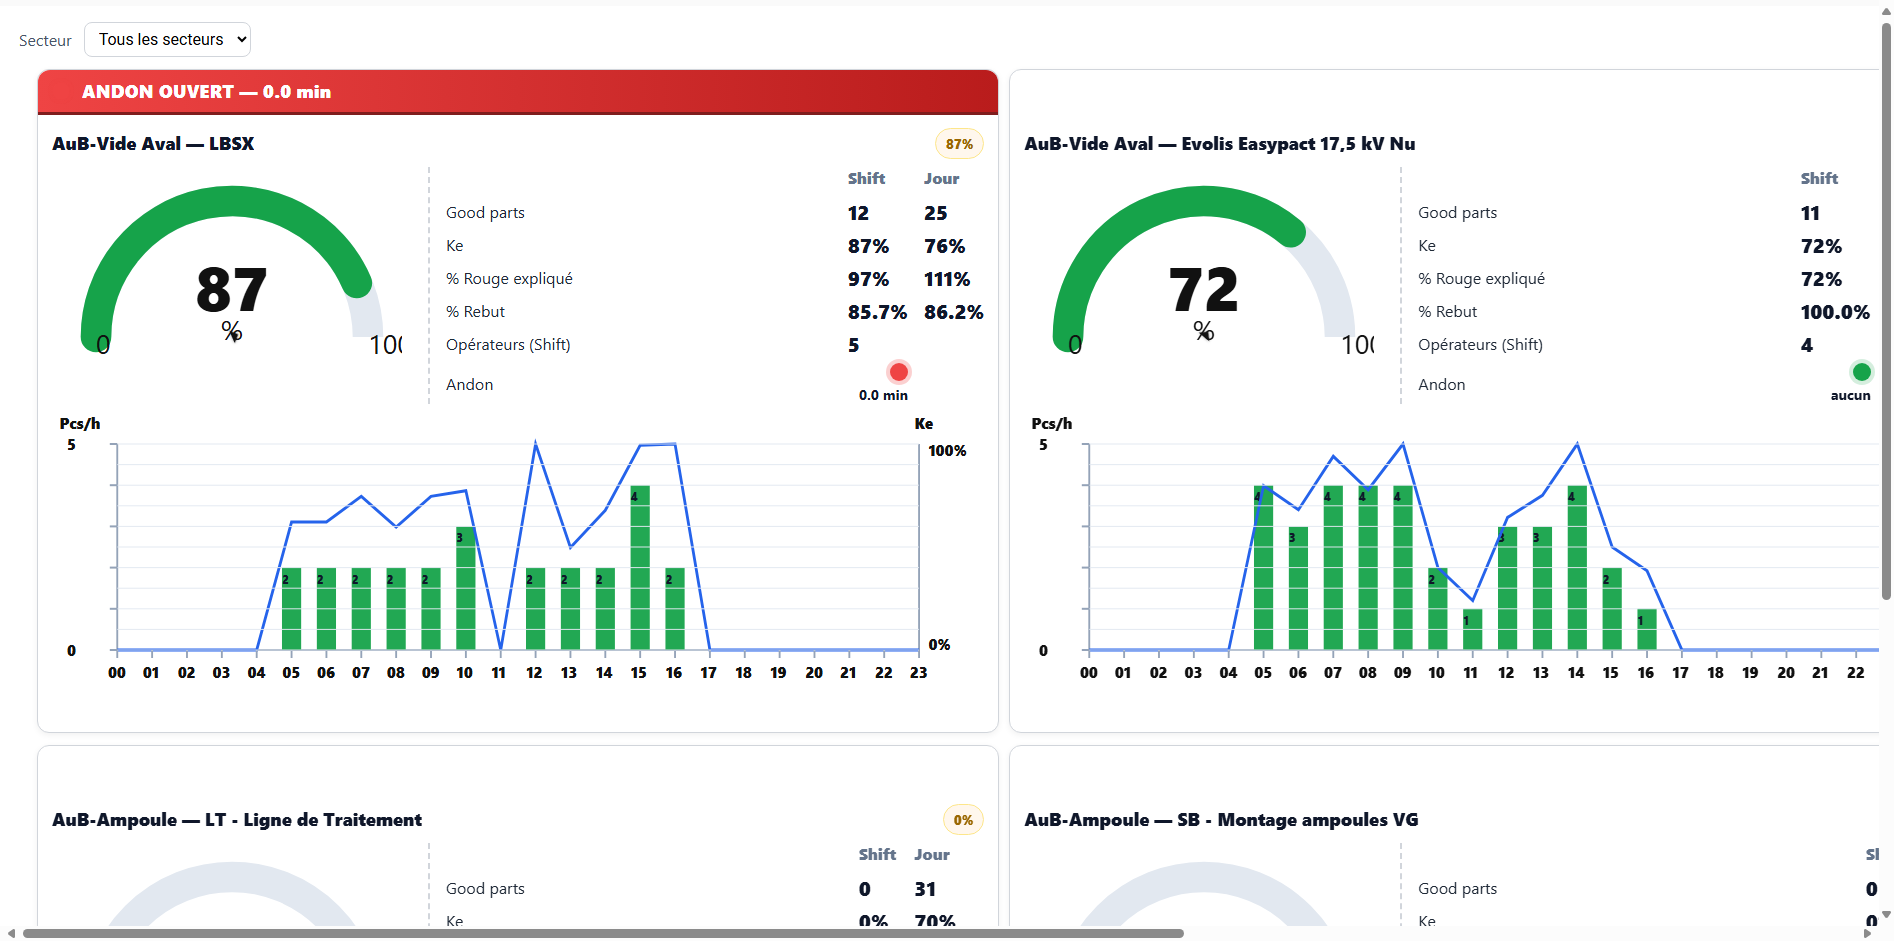 Secteur Tous les secteurs
ANDON OUVERT — 0.0 min
AuB-Vide Aval — LBSX 87%
Shift Jour
Good parts 12 25
Ke 87% 76%
% Rouge expliqué 97% 111%
% Rebut 85.7% 86.2%
Opérateurs (Shift) 5
Andon 0.0 min
87
%
0 100
Pcs/h Ke
5 100%
2 2 2 2 2 3 2 2 2 4 2
0 0%
00 01 02 03 04 05 06 07 08 09 10 11 12 13 14 15 16 17 18 19 20 21 22 23
AuB-Vide Aval — Evolis Easypact 17,5 kV Nu
Shift
Good parts 11
Ke 72%
% Rouge expliqué 72%
% Rebut 100.0%
Opérateurs (Shift) 4
Andon aucun
72
%
0 100
Pcs/h
5
4 3 4 4 4 2 1 3 3 4 2 1
0
00 01 02 03 04 05 06 07 08 09 10 11 12 13 14 15 16 17 18 19 20 21 22
AuB-Ampoule — LT - Ligne de Traitement 0%
Shift Jour
Good parts 0 31
Ke 0% 70%
AuB-Ampoule — SB - Montage ampoules VG
Good parts 0
Ke